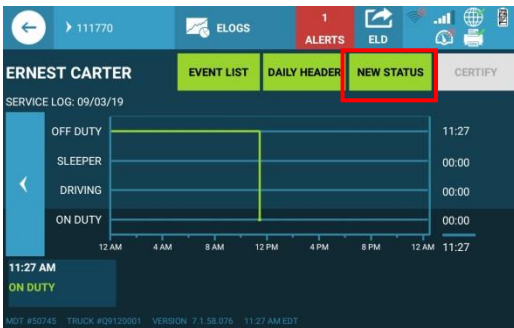 111770
ELOGS
1
ALERTS
ELD
ERNEST CARTER
EVENT LIST
DAILY HEADER
NEW STATUS
CERTIFY
SERVICE LOG: 09/03/19
OFF DUTY 11:27
SLEEPER 00:00
DRIVING 00:00
ON DUTY 00:00
12 AM 4 AM 8 AM 12 PM 4 PM 8 PM 12 AM 11:27
11:27 AM
ON DUTY
MDT #50745 TRUCK #Q9120001 VERSION 7.1.58.076 11:27 AM EDT